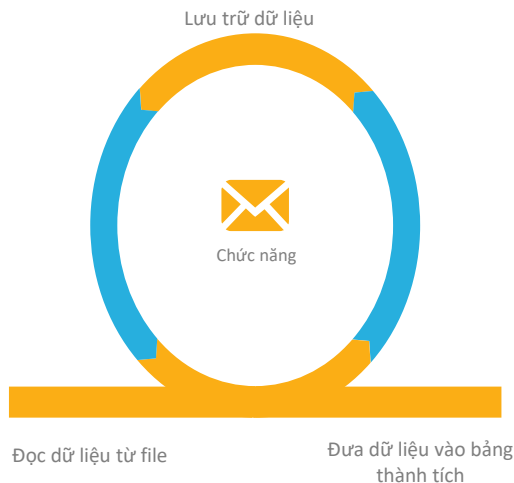 Lưu trữ dữ liệu
Chức năng
Đọc dữ liệu từ file
Đưa dữ liệu vào bảng
thành tích